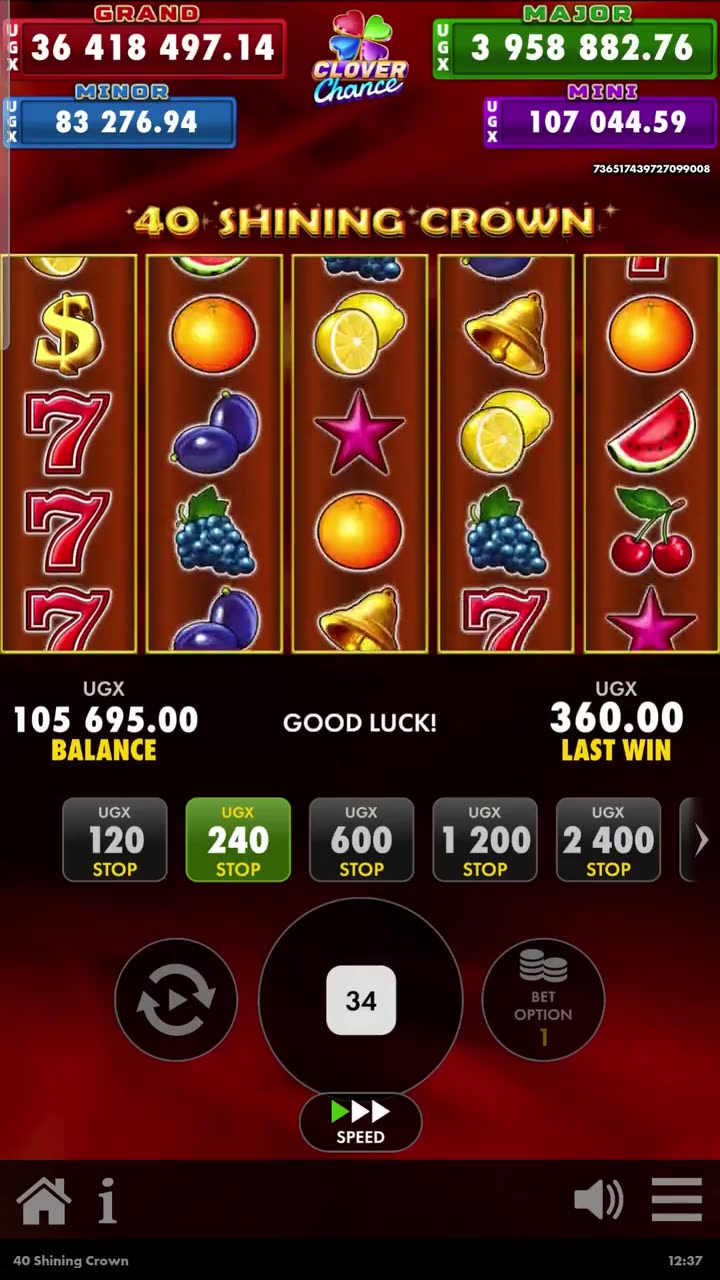 GRAND
UGX 36 418 497.14
CLOVER
Chance
MAJOR
UGX 3 958 882.76
MINOR
UGX 83 276.94
MINI
UGX 107 044.59
736517439727099008
40 SHINING CROWN
UGX
105 695.00
BALANCE
GOOD LUCK!
UGX
360.00
LAST WIN
UGX
120
STOP
UGX
240
STOP
UGX
600
STOP
UGX
1 200
STOP
UGX
2 400
STOP
34
BET
OPTION
1
SPEED
40 Shining Crown
12:37